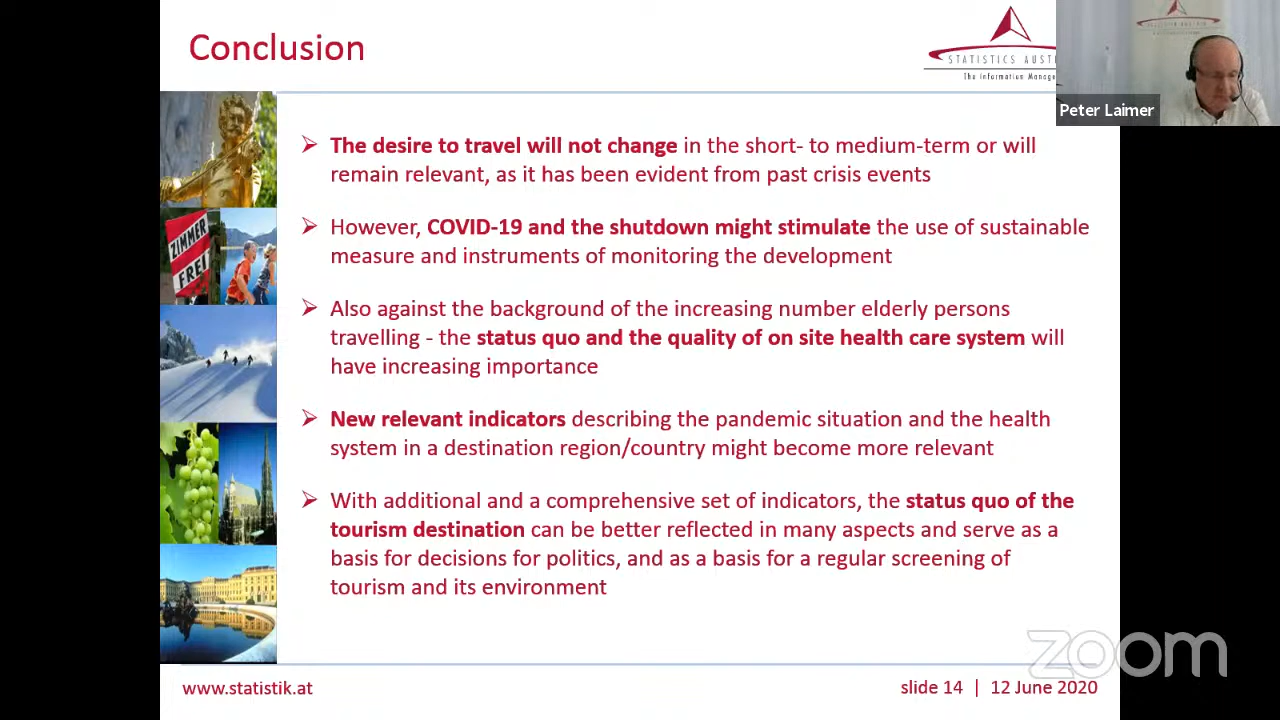 Conclusion
STATISTICS AUST
The Information Manag
Peter Laimer
➢ The desire to travel will not change in the short- to medium-term or will
remain relevant, as it has been evident from past crisis events
➢ However, COVID-19 and the shutdown might stimulate the use of sustainable
measure and instruments of monitoring the development
➢ Also against the background of the increasing number elderly persons
travelling - the status quo and the quality of on site health care system will
have increasing importance
➢ New relevant indicators describing the pandemic situation and the health
system in a destination region/country might become more relevant
➢ With additional and a comprehensive set of indicators, the status quo of the
tourism destination can be better reflected in many aspects and serve as a
basis for decisions for politics, and as a basis for a regular screening of
tourism and its environment
ZIMMER
FREI
zoom
www.statistik.at
slide 14 | 12 June 2020